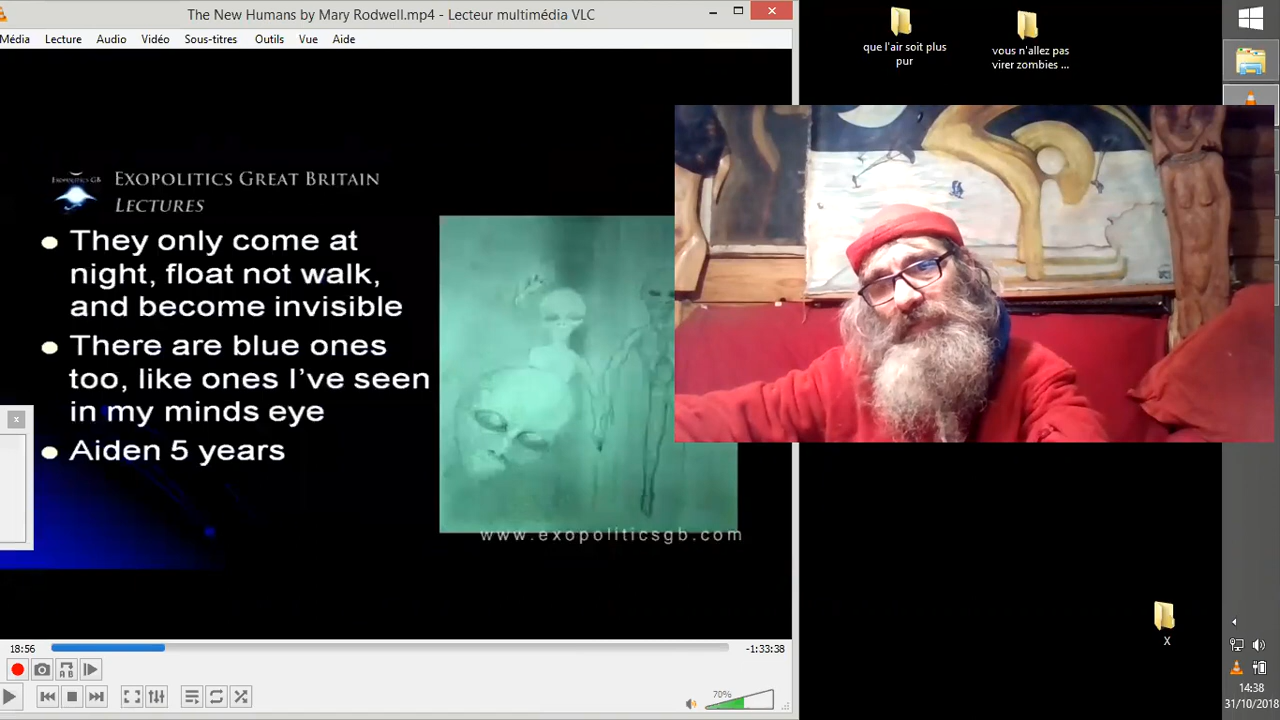 The New Humans by Mary Rodwell.mp4 - Lecteur multimédia VLC
Média Lecture Audio Vidéo Sous-titres Outils Vue Aide
EXOPOLITICS GB
EXOPOLITICS GREAT BRITAIN
LECTURES
They only come at
night, float not walk,
and become invisible
There are blue ones
too, like ones I've seen
in my minds eye
Aiden 5 years
www.exopoliticsgb.com
18:56
-1:33:38
70%
que l'air soit plus
pur
vous n'allez pas
virer zombies ...
X
14:38
31/10/2018